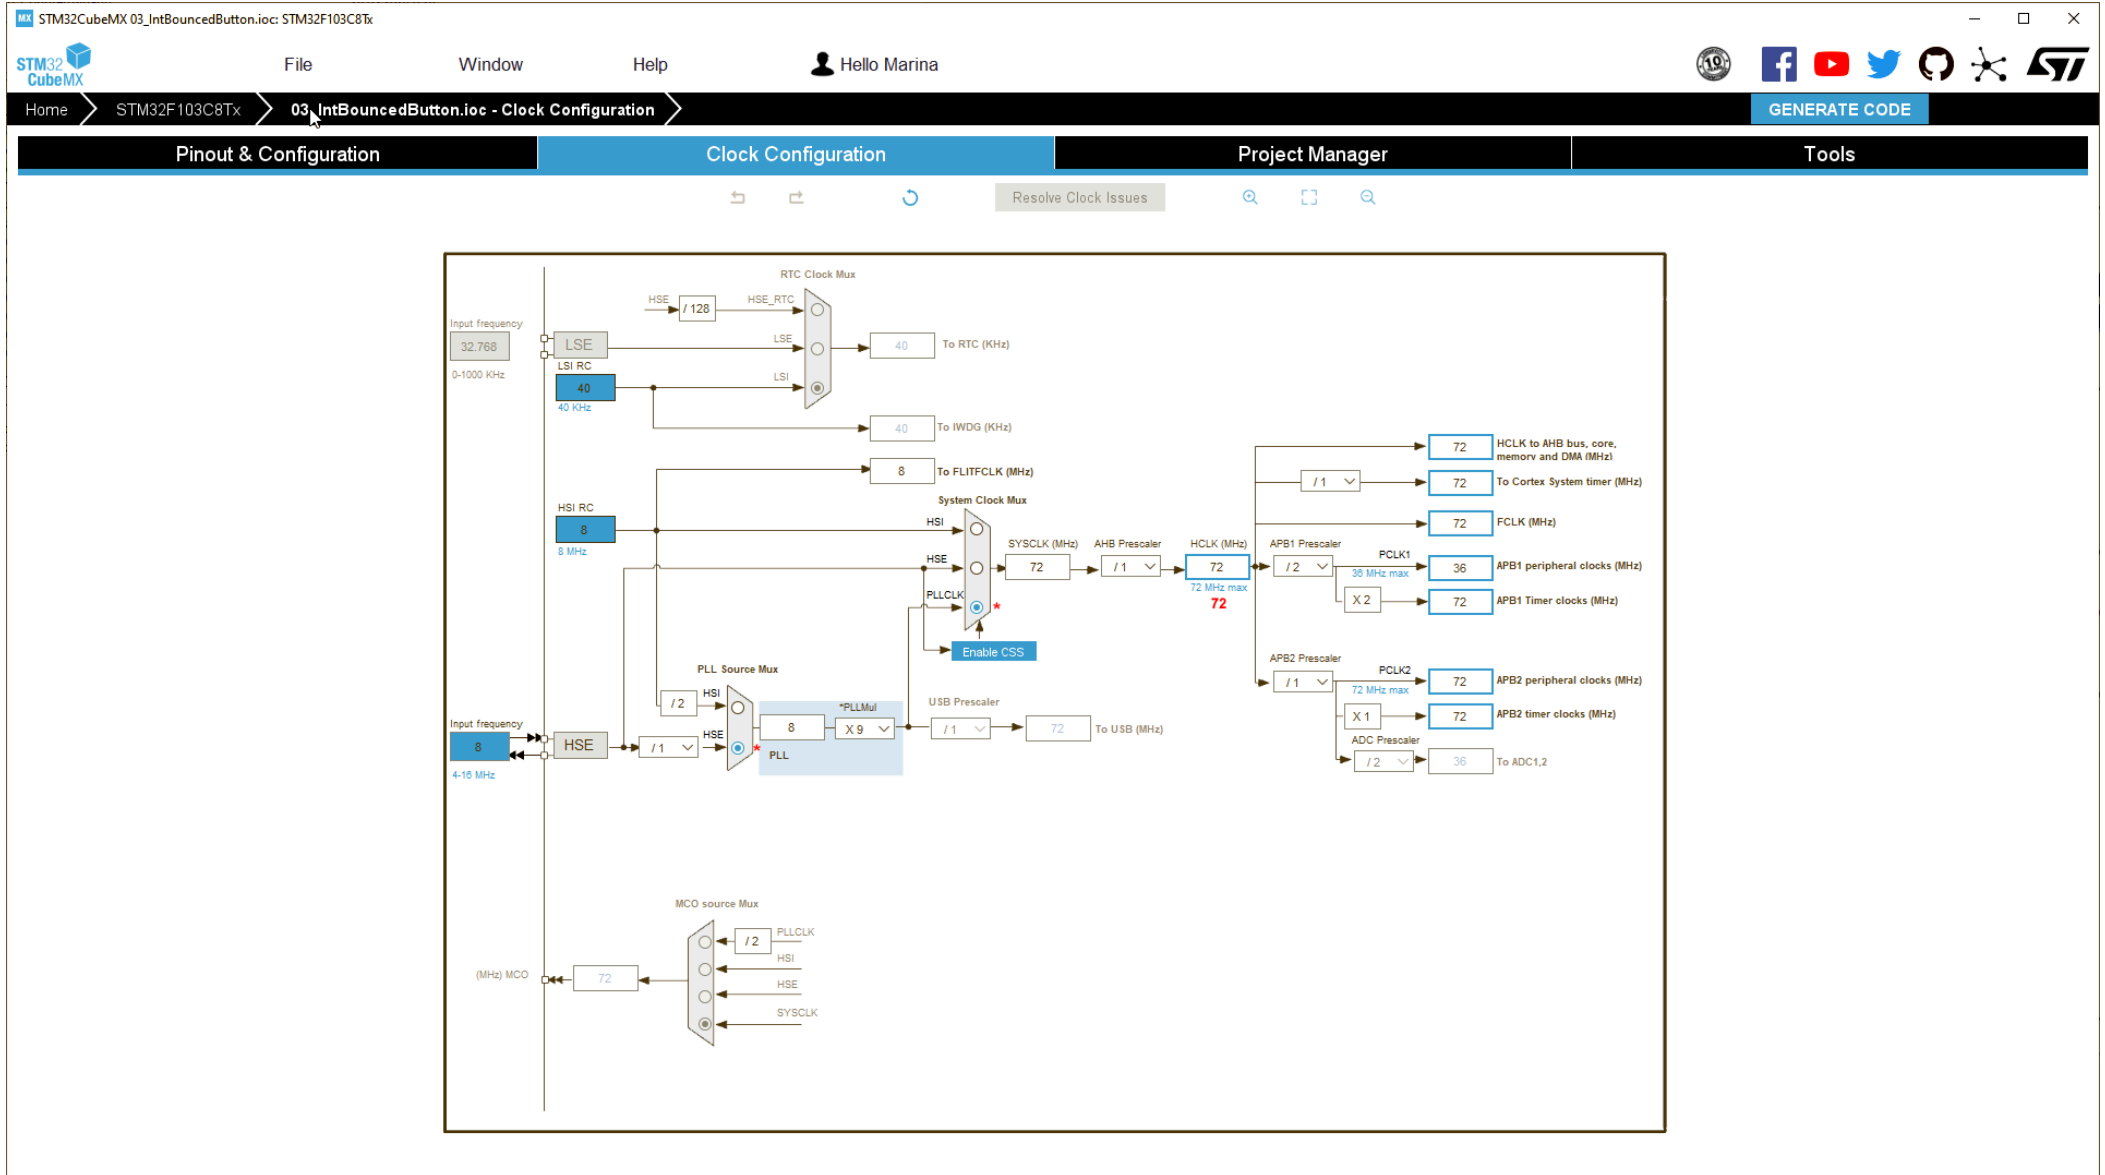 MX STM32CubeMX 03_IntBouncedButton.ioc: STM32F103C8Tx
STM32
CubeMX
File
Window
Help
Hello Marina
10
Home
STM32F103C8Tx
03_IntBouncedButton.ioc - Clock Configuration
GENERATE CODE
Pinout & Configuration
Clock Configuration
Project Manager
Tools
Resolve Clock Issues
RTC Clock Mux
HSE
/ 128
HSE_RTC
Input frequency
32.768
0-1000 KHz
LSE
LSE
40
To RTC (KHz)
LSI RC
40
40 KHz
LSI
40
To IWDG (KHz)
8
To FLITFCLK (MHz)
HSI RC
8
8 MHz
System Clock Mux
HSI
HSE
PLLCLK
*
Enable CSS
SYSCLK (MHz)
72
AHB Prescaler
/ 1
HCLK (MHz)
72
72 MHz max
72
72
HCLK to AHB bus, core,
memory and DMA (MHz)
/ 1
72
To Cortex System timer (MHz)
72
FCLK (MHz)
APB1 Prescaler
/ 2
PCLK1
36 MHz max
36
APB1 peripheral clocks (MHz)
X 2
72
APB1 Timer clocks (MHz)
APB2 Prescaler
/ 1
PCLK2
72 MHz max
72
APB2 peripheral clocks (MHz)
X 1
72
APB2 timer clocks (MHz)
ADC Prescaler
/ 2
36
To ADC1,2
PLL Source Mux
/ 2
HSI
Input frequency
8
4-16 MHz
HSE
/ 1
HSE
*
8
PLL
*PLLMul
X 9
USB Prescaler
/ 1
72
To USB (MHz)
MCO source Mux
/ 2
PLLCLK
HSI
HSE
SYSCLK
(MHz) MCO
72